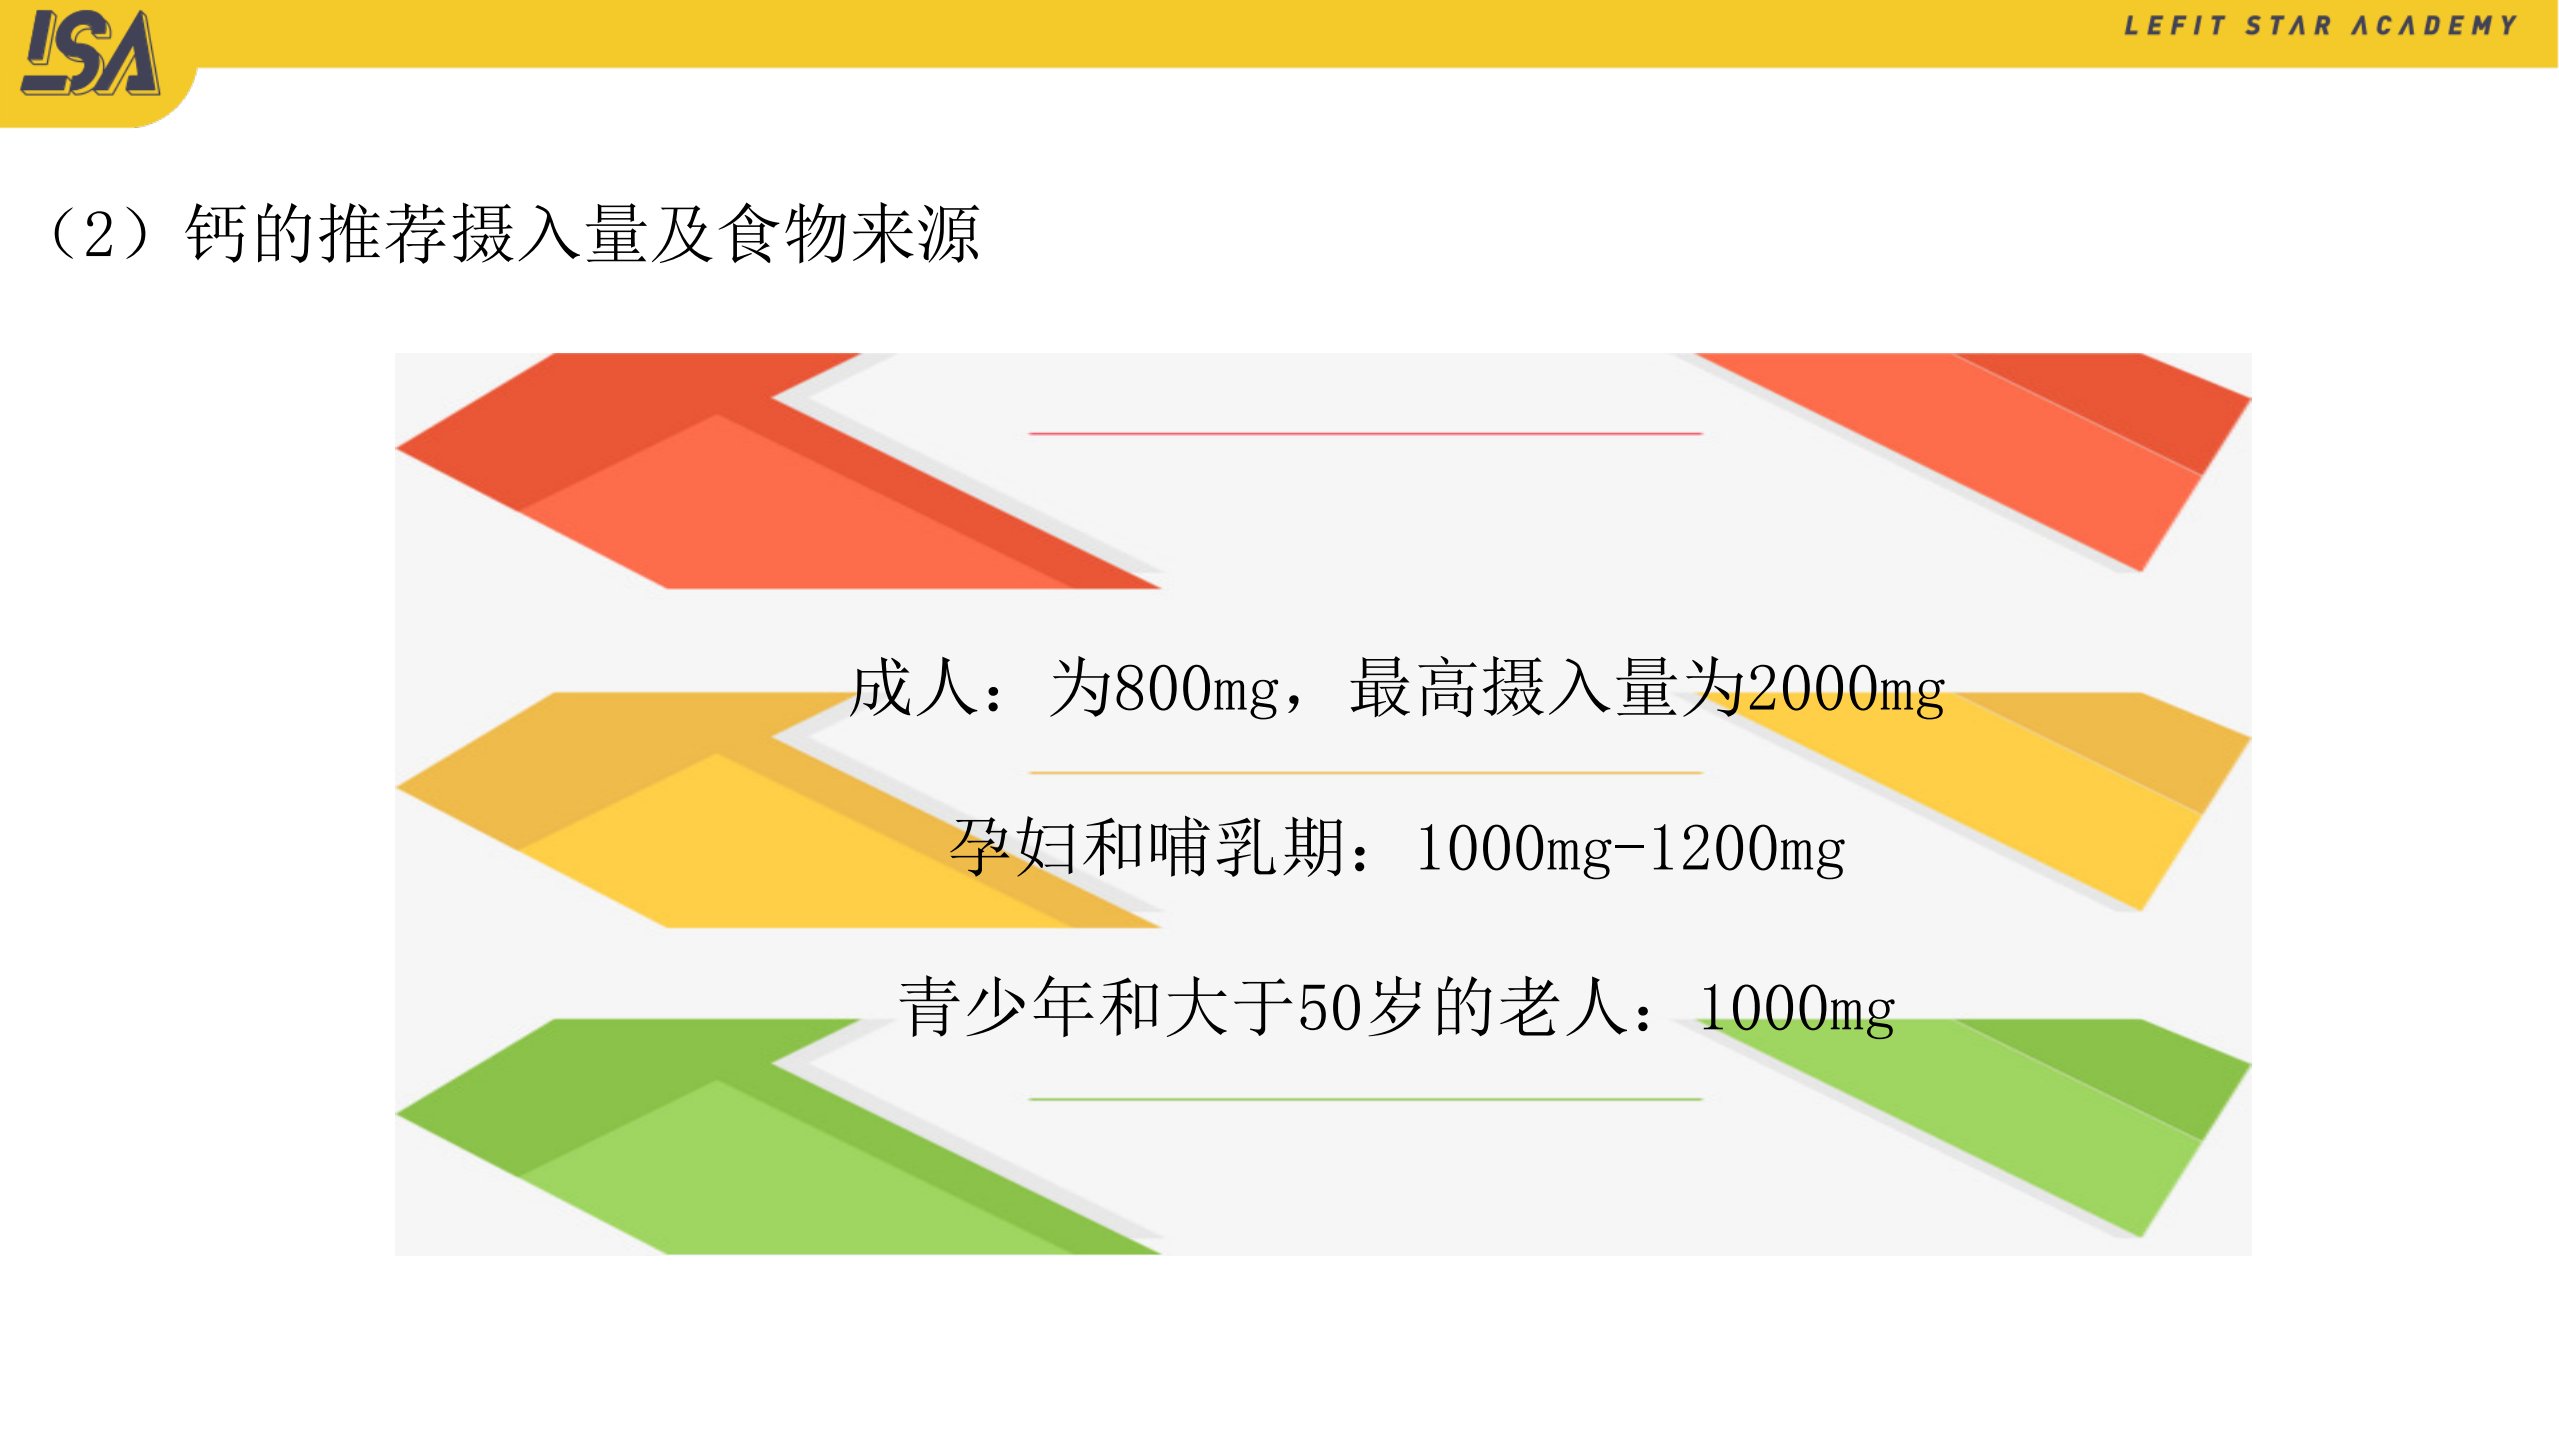 LSA
LEFIT STAR ACADEMY
（2）钙的推荐摄入量及食物来源
成人：为800mg，最高摄入量为2000mg
孕妇和哺乳期：1000mg-1200mg
青少年和大于50岁的老人：1000mg